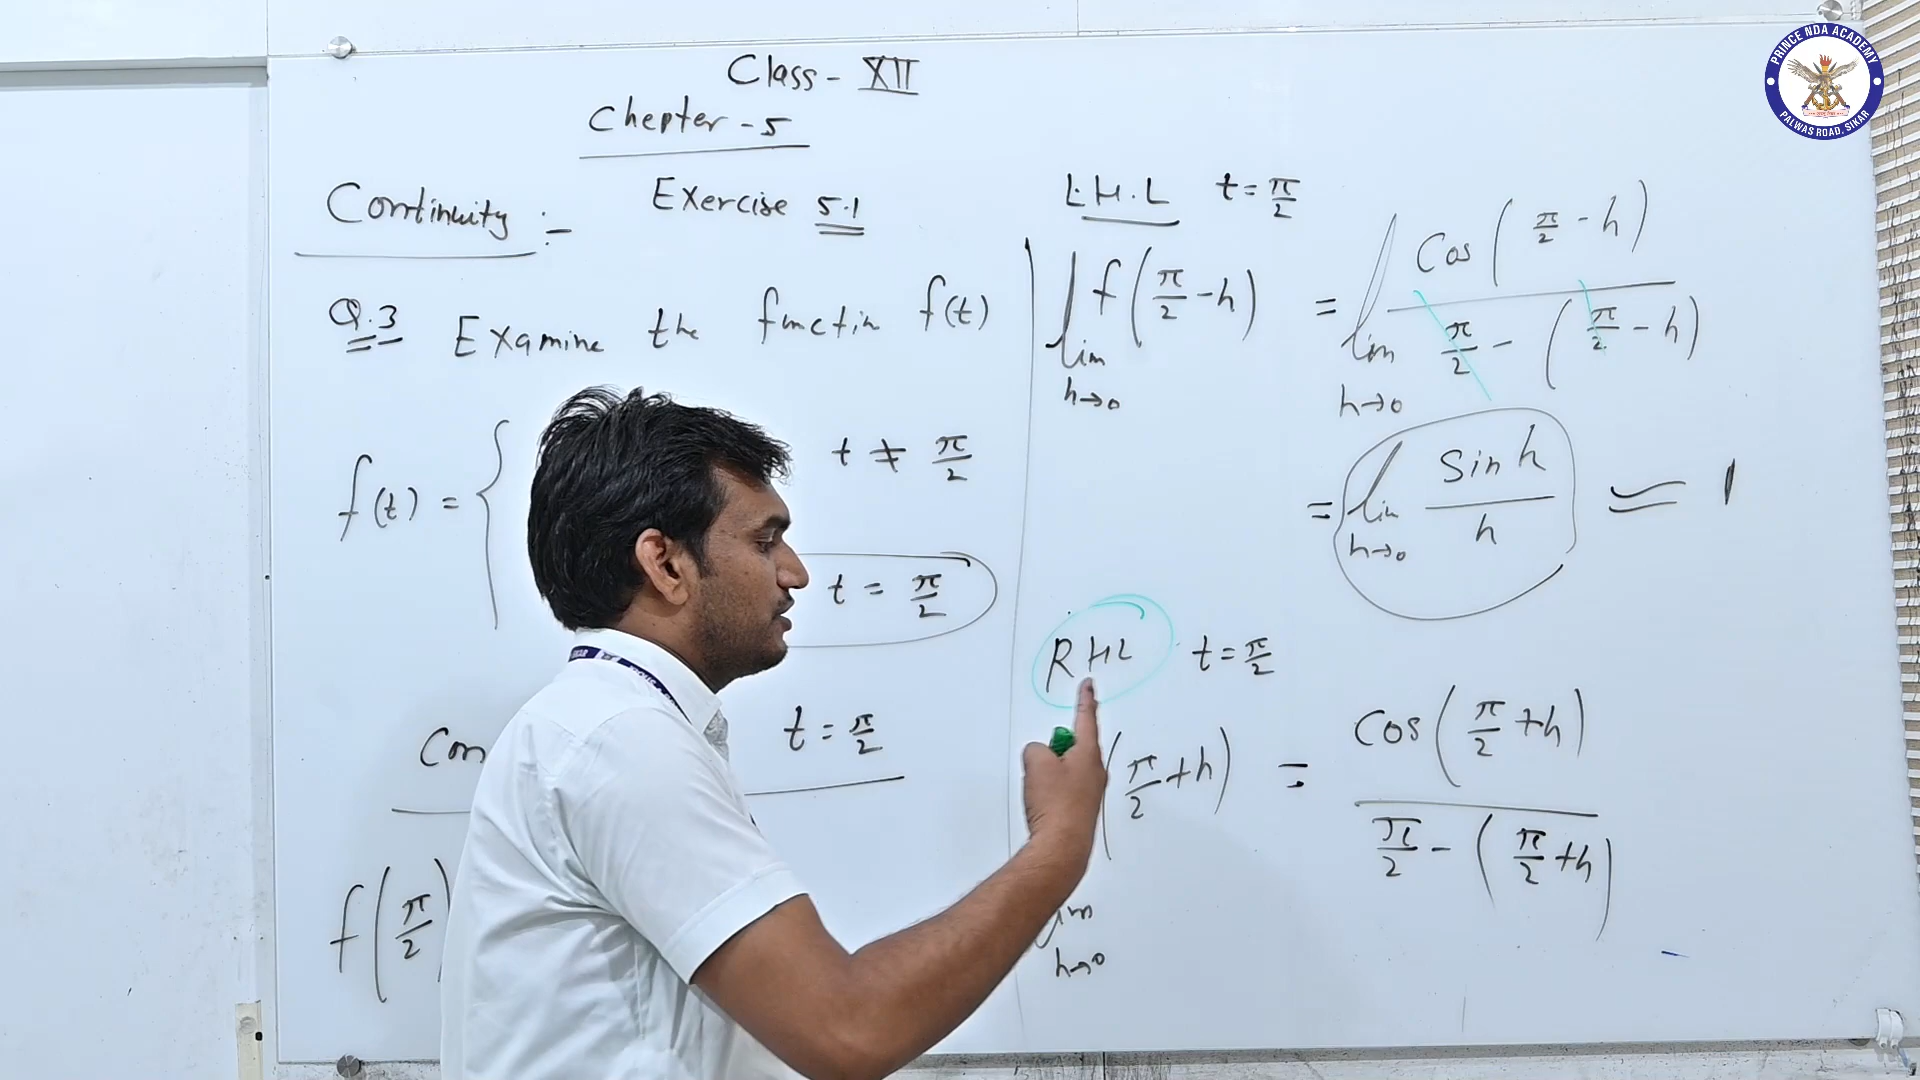 Class - XII
Chepter - 5
Continuity :-
Exercise 5.1
Q.3 Examine the functin f(t)
f(t) = {
t ≠ π/2
t = π/2
Con
t = π/2
f(π/2)
L.H.L t = π/2
lim h→0 f(π/2 - h) = lim h→0 Cos(π/2 - h) / π/2 - (π/2 - h)
= lim h→0 Sin h / h ≈ 1
RHL t = π/2
(π/2 + h) = Cos(π/2 + h) / π/2 - (π/2 + h)
h→0
PRINCE NDA ACADEMY
PALWAS ROAD, SIKAR